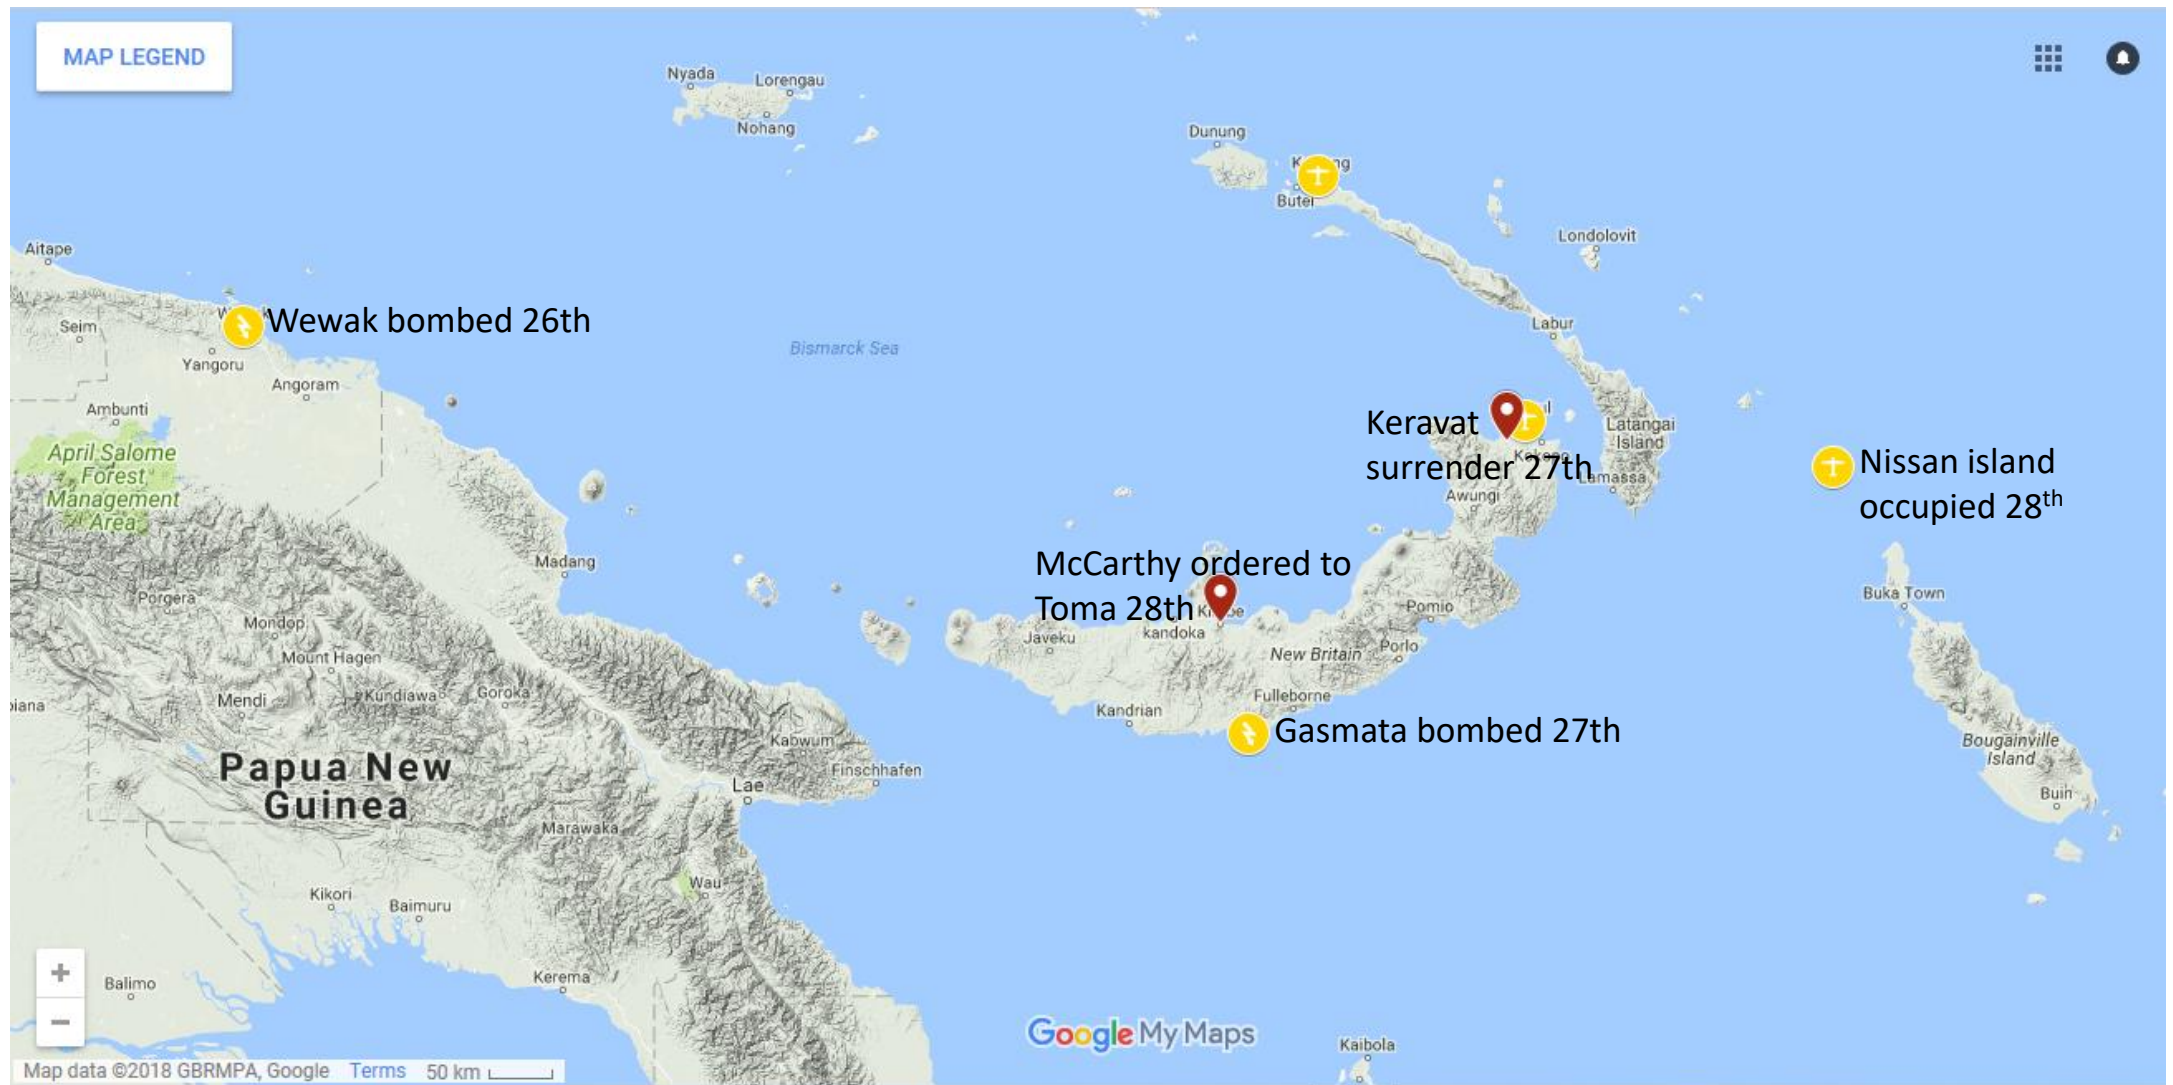 MAP LEGEND
Nyada
Lorengau
Nohang
Dunung
Butei
Londolovit
Aitape
Wewak bombed 26th
Seim
Labur
Bismarck Sea
Yangoru
Angoram
Ambunti
Keravat
surrender 27th
Latangai
Island
April Salome
Forest
Management
Area
Nissan island
occupied 28th
Lamassa
Awungi
McCarthy ordered to
Toma 28th
Madang
Porgera
Buka Town
Pomio
Mondop
Javeku
kandoka
Mount Hagen
New Britain
Porlo
Mendi
Kundiawa
Goroka
Fulleborne
Kandrian
Gasmata bombed 27th
Kabwum
Bougainville
Island
Papua New
Guinea
Finschhafen
Lae
Buin
Marawaka
Wau
Kikori
Baimuru
Kerema
Balimo
Google My Maps
Kaibola
Map data ©2018 GBRMPA, Google Terms 50 km